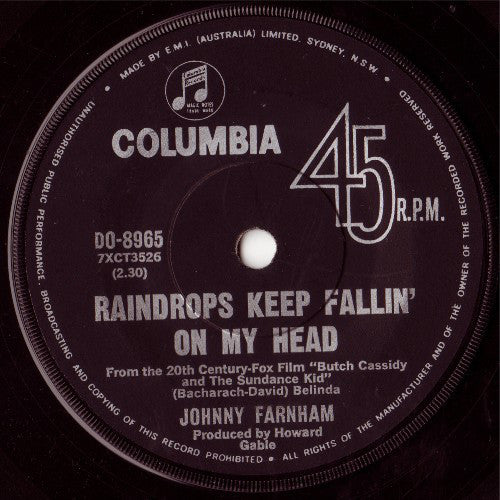 MADE BY E.M.I. (AUSTRALIA) LIMITED, SYDNEY, N.S.W.
ALL RIGHTS OF THE MANUFACTURER AND OF THE OWNER OF THE RECORDED WORK RESERVED
UNAUTHORISED PUBLIC PERFORMANCE, BROADCASTING AND COPYING OF THIS RECORD PROHIBITED
MAGIC NOTES
TRADE MARK
COLUMBIA
45 R.P.M.
DO-8965
7XCT3526
(2.30)
RAINDROPS KEEP FALLIN'
ON MY HEAD
From the 20th Century-Fox Film "Butch Cassidy
and The Sundance Kid"
(Bacharach-David) Belinda
JOHNNY FARNHAM
Produced by Howard
Gable